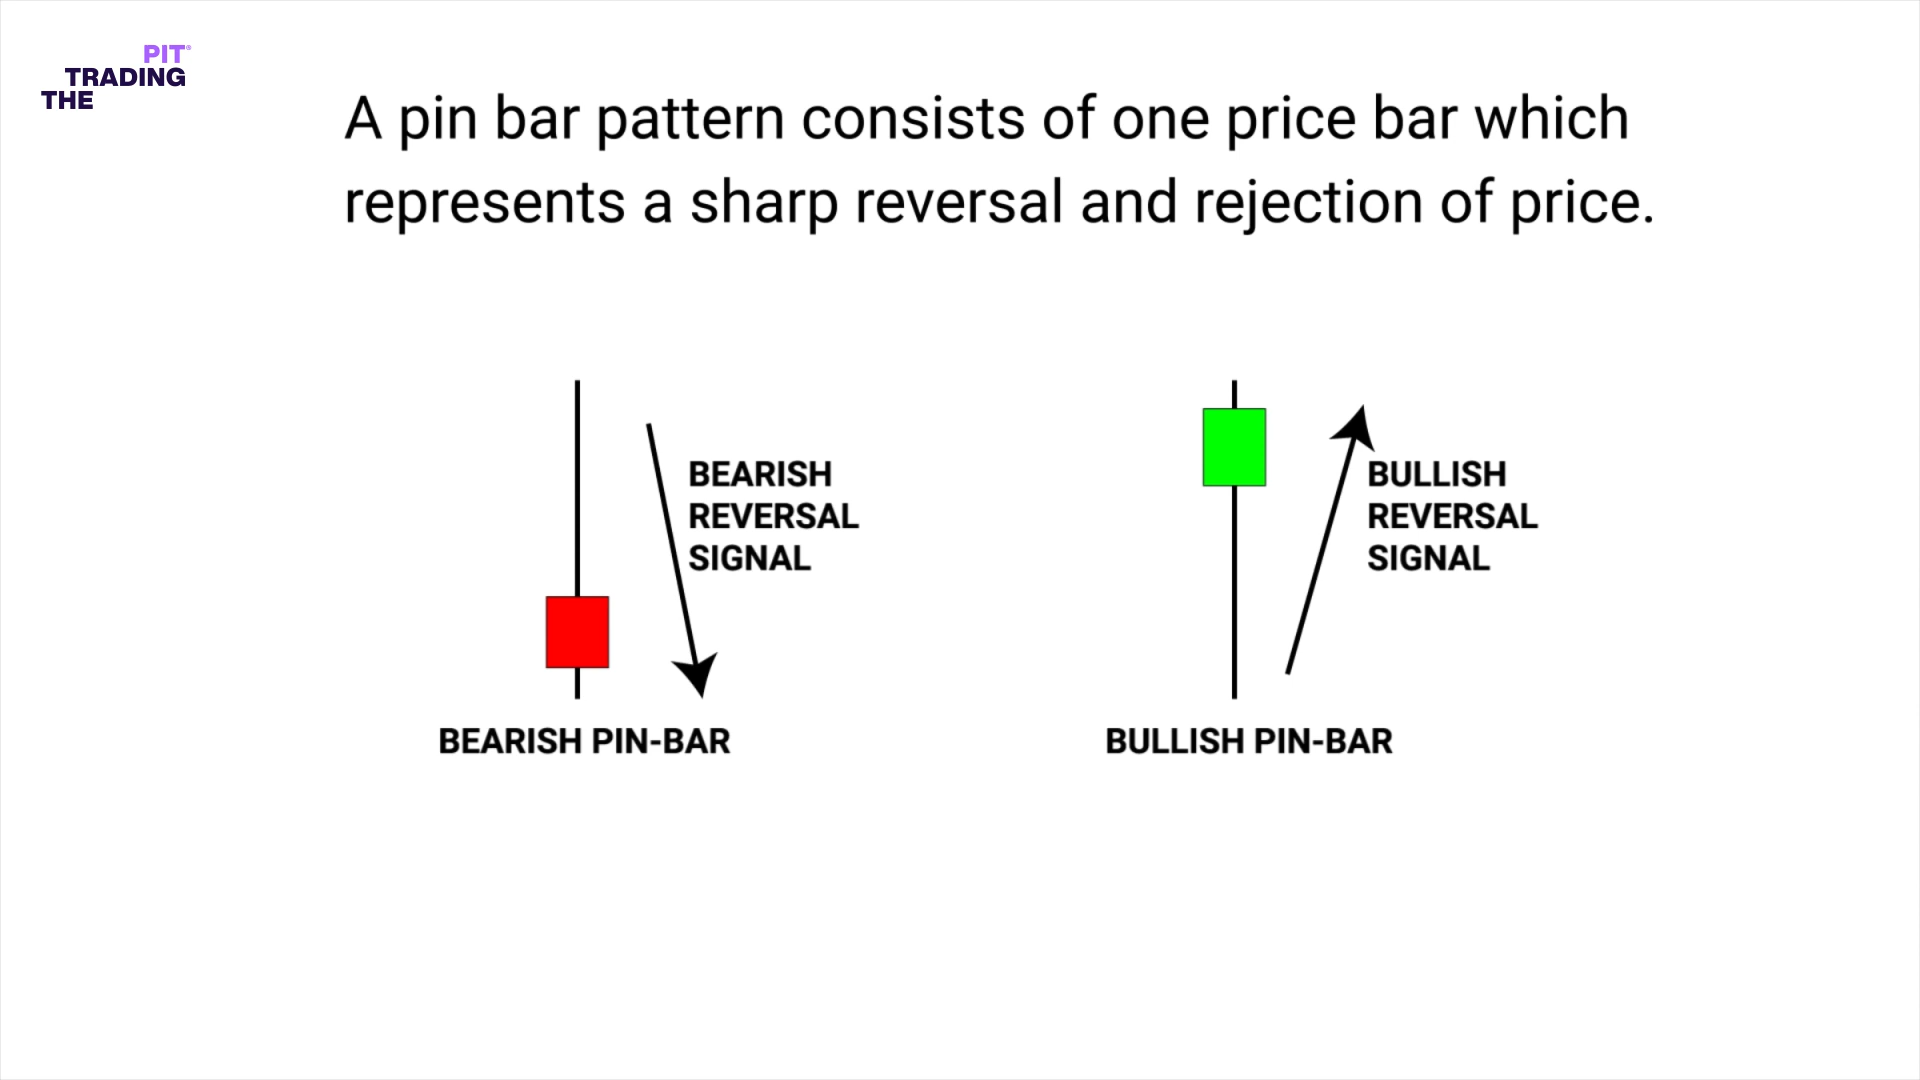 PIT®
TRADING
THE
A pin bar pattern consists of one price bar which
represents a sharp reversal and rejection of price.
BEARISH
REVERSAL
SIGNAL
BEARISH PIN-BAR
BULLISH
REVERSAL
SIGNAL
BULLISH PIN-BAR